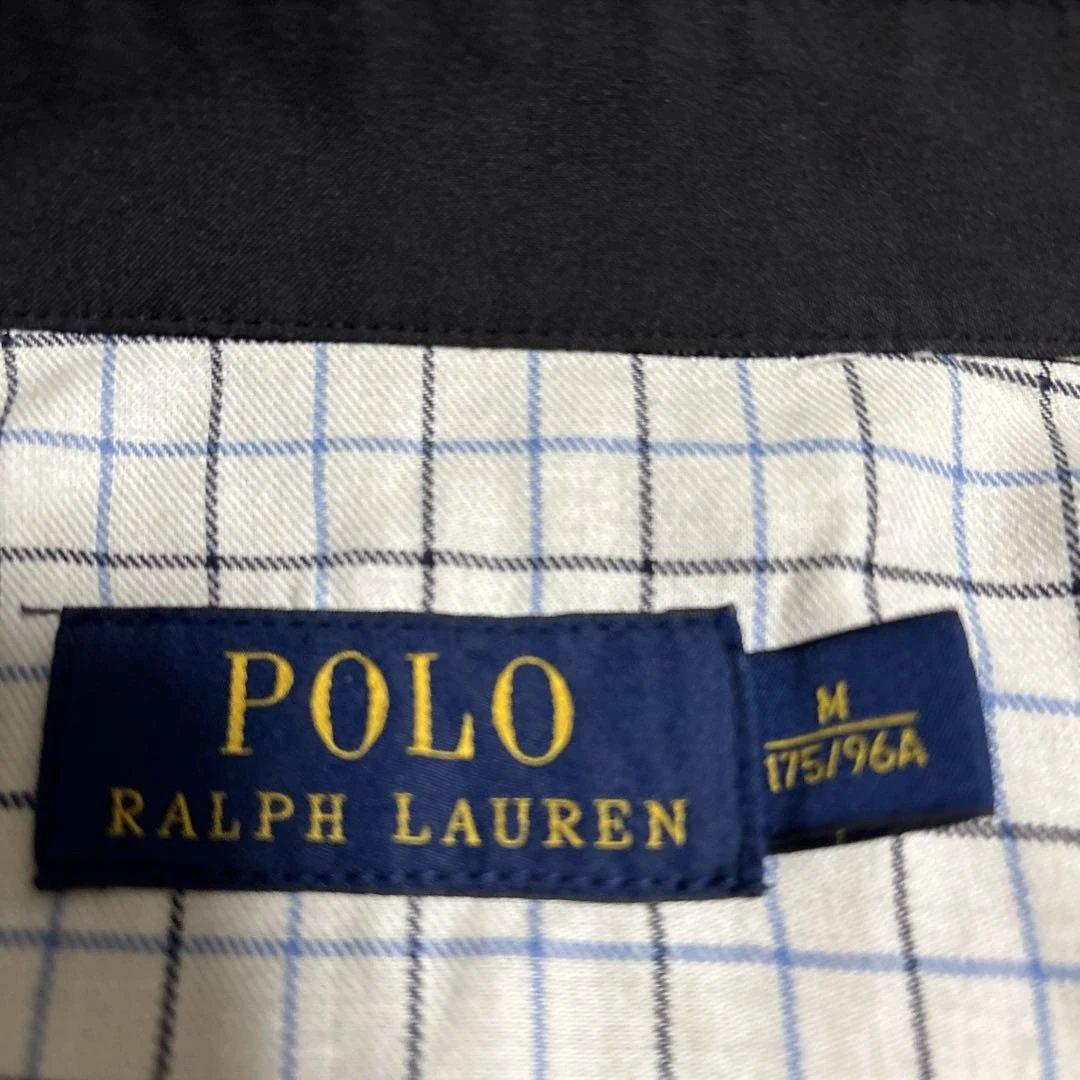 POLO
RALPH LAUREN
M
175/96A